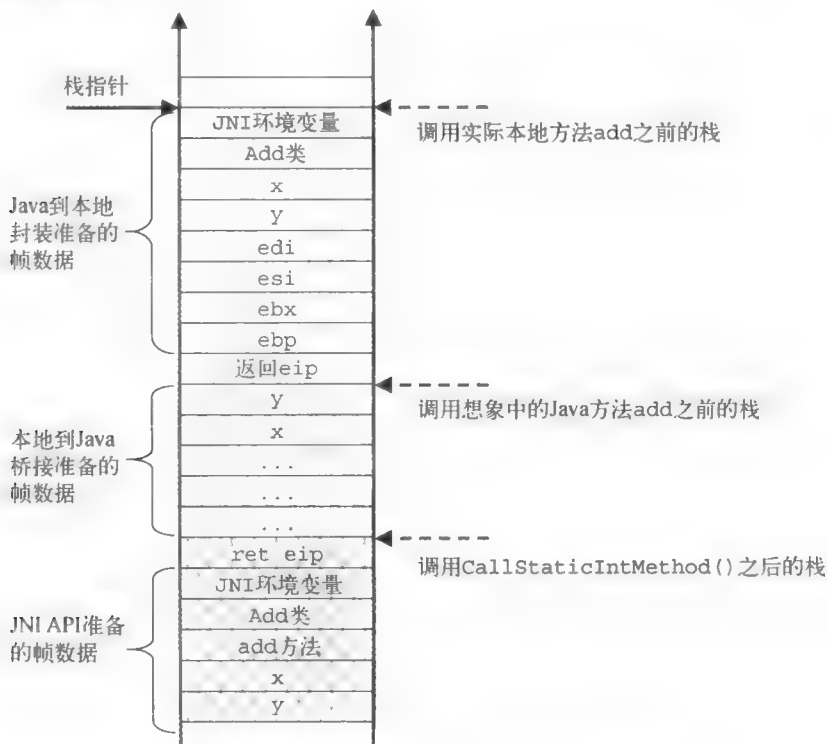 栈指针
JNI环境变量
调用实际本地方法add之前的栈
Add类
x
y
Java到本地
封装准备的
帧数据
edi
esi
ebx
ebp
返回eip
调用想象中的Java方法add之前的栈
y
x
本地到Java
桥接准备的
帧数据
...
...
...
ret eip
调用CallStaticIntMethod()之后的栈
JNI环境变量
Add类
JNI API准备
的帧数据
add方法
x
y